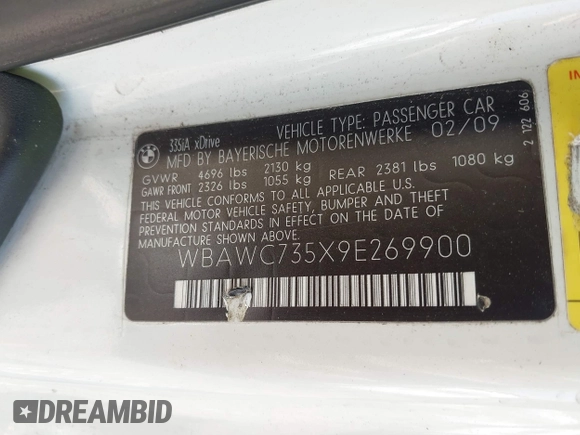 335iA xDrive
VEHICLE TYPE: PASSENGER CAR
MFD BY BAYERISCHE MOTORENWERKE 02/09
GVWR 4696 lbs 2130 kg
GAWR FRONT 2326 lbs 1055 kg REAR 2381 lbs 1080 kg
THIS VEHICLE CONFORMS TO ALL APPLICABLE U.S.
FEDERAL MOTOR VEHICLE SAFETY, BUMPER AND THEFT
PREVENTION STANDARDS IN EFFECT ON THE DATE OF
MANUFACTURE SHOWN ABOVE.
WBAWC735X9E269900
2 122 606
IN
DREAMBID